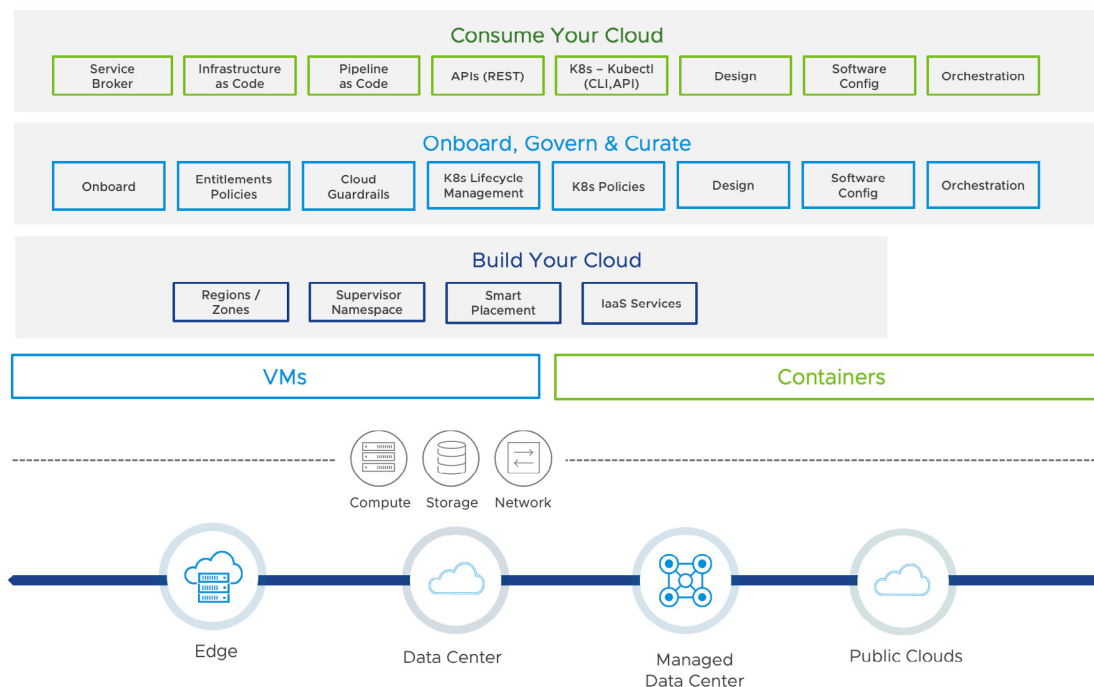 Consume Your Cloud
Service
Broker
Infrastructure
as Code
Pipeline
as Code
APIs (REST)
K8s – Kubectl
(CLI,API)
Design
Software
Config
Orchestration
Onboard, Govern & Curate
Onboard
Entitlements
Policies
Cloud
Guardrails
K8s Lifecycle
Management
K8s Policies
Design
Software
Config
Orchestration
Build Your Cloud
Regions /
Zones
Supervisor
Namespace
Smart
Placement
IaaS Services
VMs
Containers
Compute
Storage
Network
Edge
Data Center
Managed
Data Center
Public Clouds